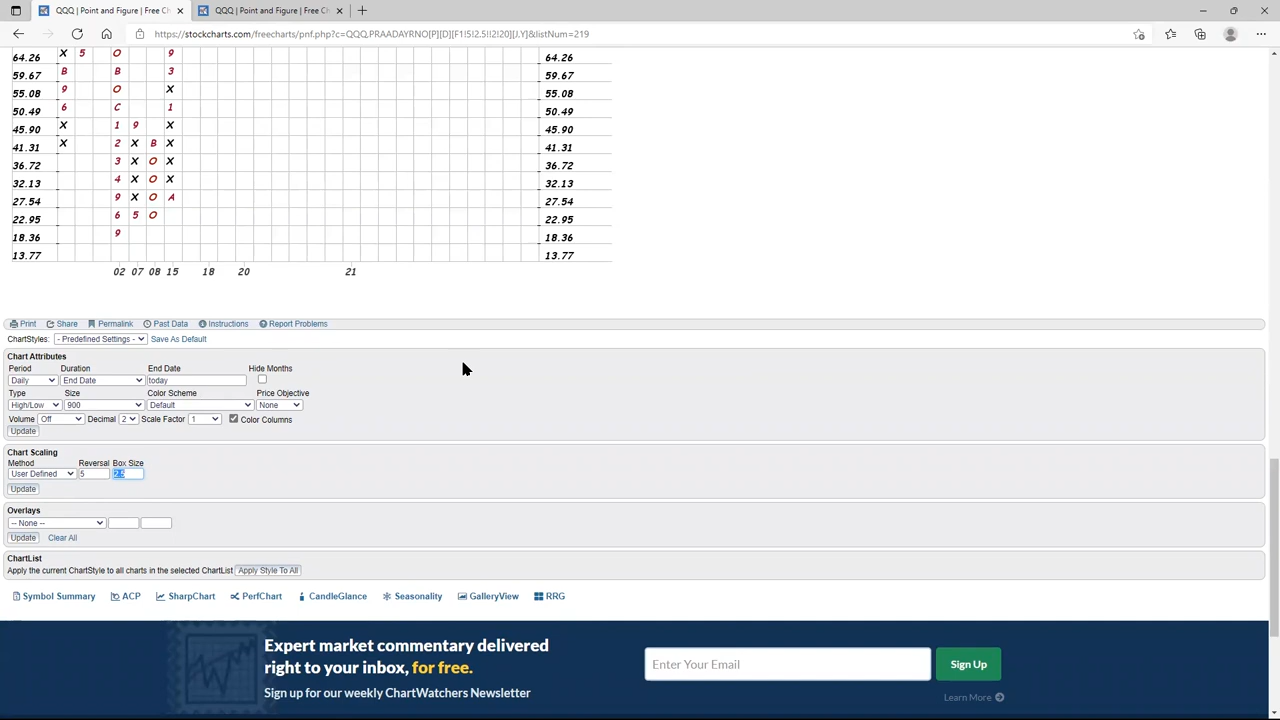 QQQ | Point and Figure | Free Ch
QQQ | Point and Figure | Free Ch
https://stockcharts.com/freecharts/pnf.php?c=QQQ,PRAADAYRNO[P][D][F1!5!2.5!!2!20][J,Y]&listNum=219
64.26 X 5 O 9 64.26
59.67 B B 3 59.67
55.08 9 O X 55.08
50.49 6 C 1 50.49
45.90 X 1 9 X 45.90
41.31 X 2 X B X 41.31
36.72 3 X O X 36.72
32.13 4 X O X 32.13
27.54 9 X O A 27.54
22.95 6 5 O 22.95
18.36 9 18.36
13.77 13.77
02 07 08 15 18 20 21
Print Share Permalink Past Data Instructions Report Problems
ChartStyles: - Predefined Settings - Save As Default
Chart Attributes
Period Duration End Date Hide Months
Daily End Date today
Type Size Color Scheme Price Objective
High/Low 900 Default None
Volume Off Decimal 2 Scale Factor 1 Color Columns
Update
Chart Scaling
Method Reversal Box Size
User Defined 5 2.5
Update
Overlays
-- None --
Update Clear All
ChartList
Apply the current ChartStyle to all charts in the selected ChartList Apply Style To All
Symbol Summary ACP SharpChart PerfChart CandleGlance Seasonality GalleryView RRG
Expert market commentary delivered
right to your inbox, for free.
Sign up for our weekly ChartWatchers Newsletter
Enter Your Email
Sign Up
Learn More